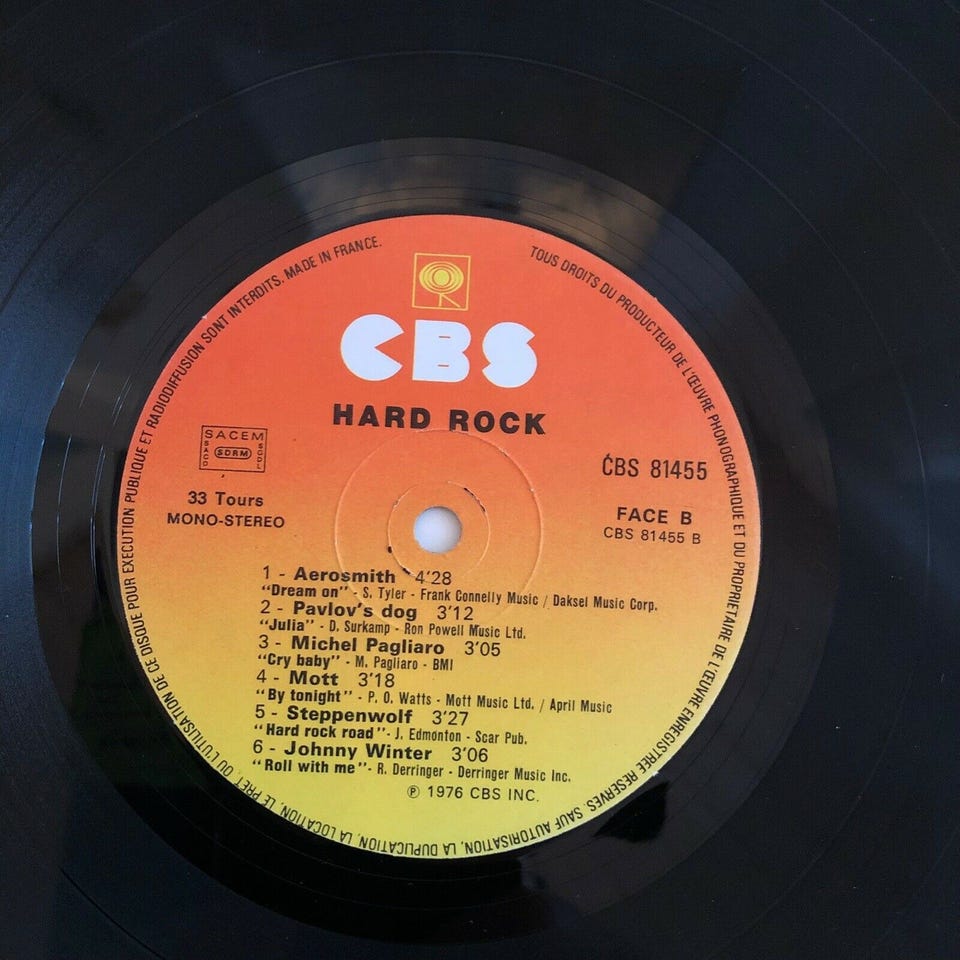 TOUS DROITS DU PRODUCTEUR DE L'ŒUVRE PHONOGRAPHIQUE ET DU PROPRIETAIRE DE L'ŒUVRE ENREGISTREE RESERVES. SAUF AUTORISATION, LA DUPLICATION, LA LOCATION, LE PRET OU L'UTILISATION DE CE DISQUE POUR EXECUTION PUBLIQUE ET RADIODIFFUSION SONT INTERDITS. MADE IN FRANCE.
CBS
HARD ROCK
SACEM
SACD
SDRM
SGDL
CBS 81455
33 Tours
MONO-STEREO
FACE B
CBS 81455 B
1 - Aerosmith 4'28
"Dream on" - S. Tyler - Frank Connelly Music / Daksel Music Corp.
2 - Pavlov's dog 3'12
"Julia" - D. Surkamp - Ron Powell Music Ltd.
3 - Michel Pagliaro 3'05
"Cry baby" - M. Pagliaro - BMI
4 - Mott 3'18
"By tonight" - P. O. Watts - Mott Music Ltd. / April Music
5 - Steppenwolf 3'27
"Hard rock road" - J. Edmonton - Scar Pub.
6 - Johnny Winter 3'06
"Roll with me" - R. Derringer - Derringer Music Inc.
℗ 1976 CBS INC.